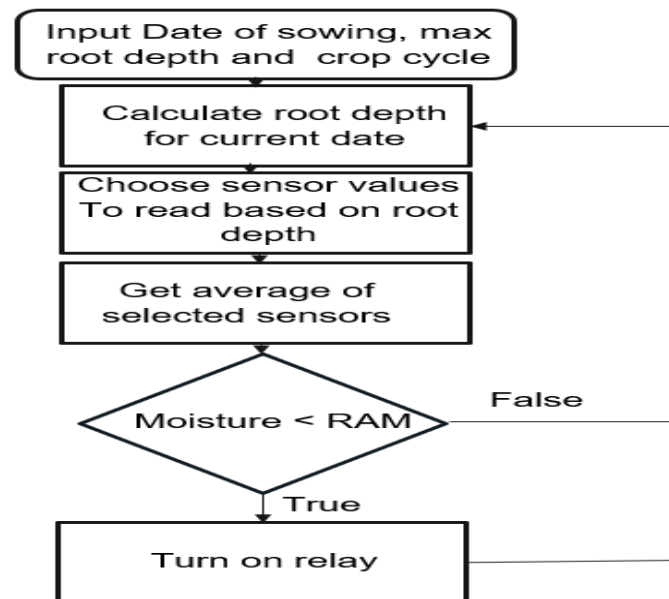 Input Date of sowing, max
root depth and crop cycle
Calculate root depth
for current date
Choose sensor values
To read based on root
depth
Get average of
selected sensors
Moisture < RAM
False
True
Turn on relay